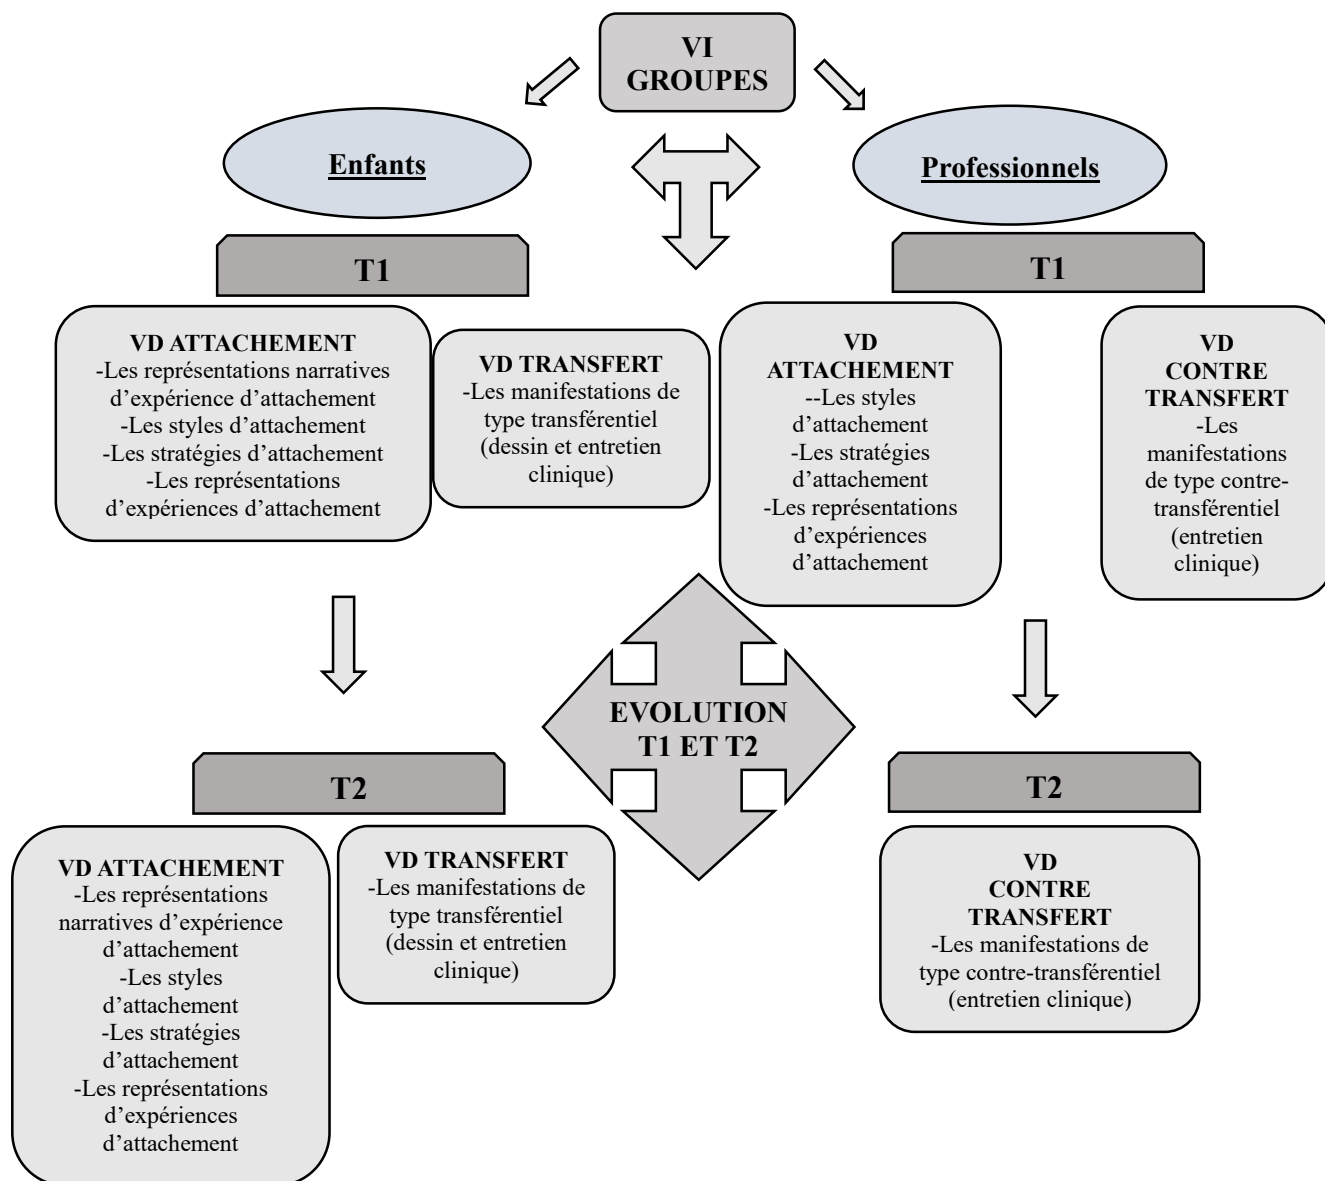 VI
GROUPES
Enfants
Professionnels
T1
VD ATTACHEMENT
-Les représentations narratives
d’expérience d’attachement
-Les styles d’attachement
-Les stratégies d’attachement
-Les représentations
d’expériences d’attachement
VD TRANSFERT
-Les manifestations de
type transférentiel
(dessin et entretien
clinique)
T1
VD
ATTACHEMENT
--Les styles
d’attachement
-Les stratégies
d’attachement
-Les représentations
d’expériences
d’attachement
VD
CONTRE
TRANSFERT
-Les
manifestations
de type contre-
transférentiel
(entretien
clinique)
EVOLUTION
T1 ET T2
T2
VD ATTACHEMENT
-Les représentations
narratives d’expérience
d’attachement
-Les styles
d’attachement
-Les stratégies
d’attachement
-Les représentations
d’expériences
d’attachement
VD TRANSFERT
-Les manifestations de
type transférentiel
(dessin et entretien
clinique)
T2
VD
CONTRE
TRANSFERT
-Les manifestations de
type contre-transférentiel
(entretien clinique)